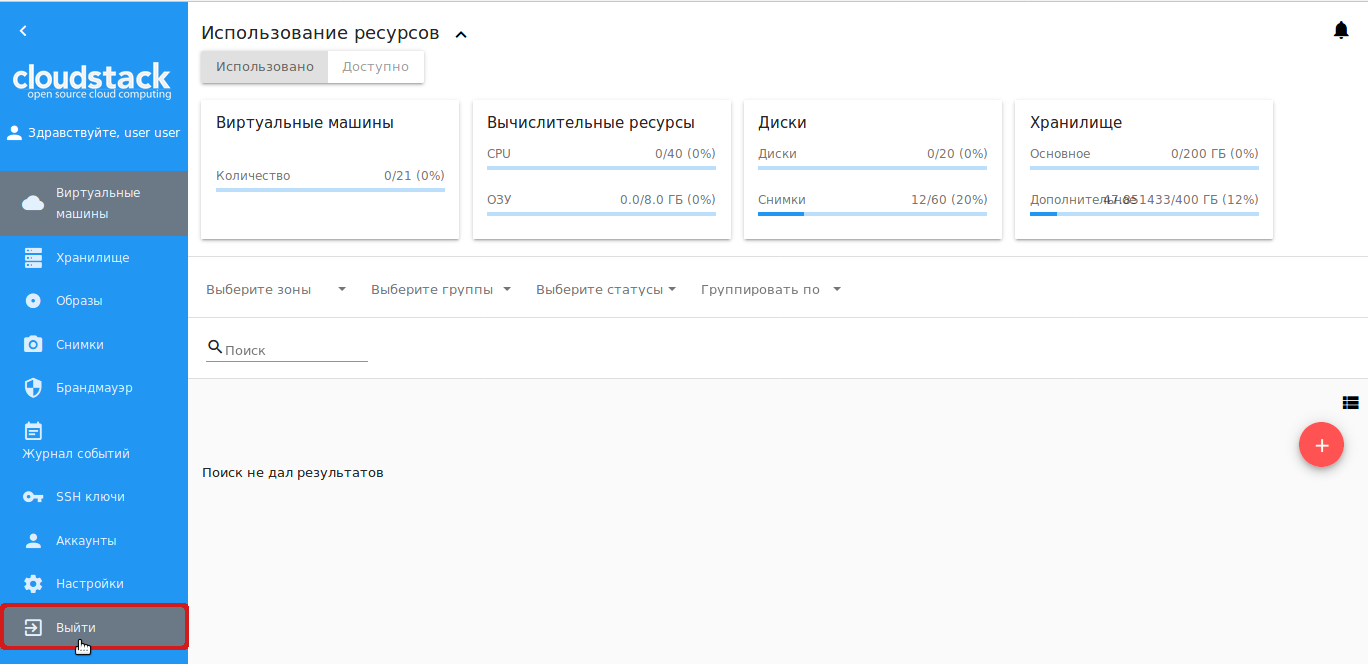 cloudstack
open source cloud computing
Здравствуйте, user user
Виртуальные
машины
Хранилище
Образы
Снимки
Брандмауэр
Журнал событий
SSH ключи
Аккаунты
Настройки
Выйти
Использование ресурсов
Использовано Доступно
Виртуальные машины
Количество 0/21 (0%)
Вычислительные ресурсы
CPU 0/40 (0%)
ОЗУ 0.0/8.0 ГБ (0%)
Диски
Диски 0/20 (0%)
Снимки 12/60 (20%)
Хранилище
Основное 0/200 ГБ (0%)
Дополнительное 47.851433/400 ГБ (12%)
Выберите зоны Выберите группы Выберите статусы Группировать по
Поиск
Поиск не дал результатов